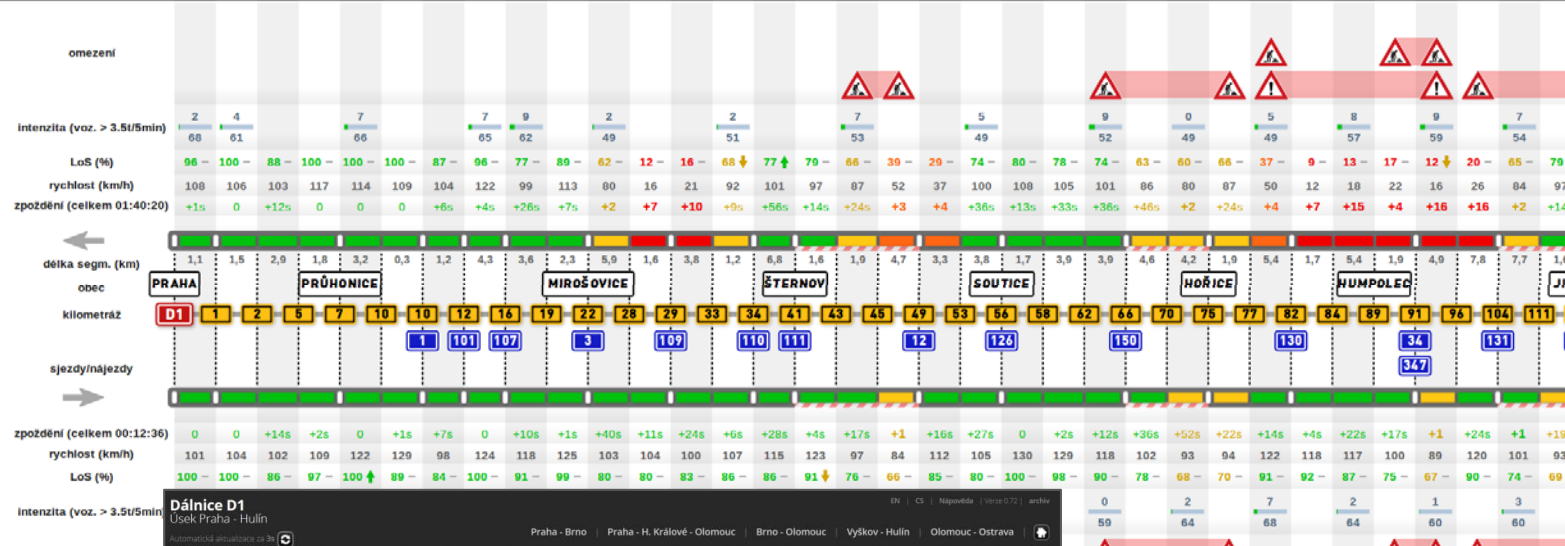 omezení
2 4 7 7 9 2 2 7 5 9 0 5 8 9 7
intenzita (voz. > 3.5t/5min) 68 61 66 65 62 49 51 53 49 52 49 49 57 59 54
LoS (%) 96 – 100 – 88 – 100 – 100 – 100 – 87 – 96 – 77 – 89 – 62 – 12 – 16 – 68 77 79 – 66 – 39 – 29 – 74 – 80 – 78 – 74 – 63 – 60 – 66 – 37 – 9 – 13 – 17 – 12 20 – 65 – 79
rychlost (km/h) 108 106 103 117 114 109 104 122 99 113 80 16 21 92 101 97 87 52 37 100 108 105 101 86 80 87 50 12 18 22 16 26 84 97
zpoždění (celkem 01:40:20) +1s 0 +12s 0 0 0 +6s +4s +26s +7s +2 +7 +10 +9s +56s +14s +24s +3 +4 +36s +13s +33s +36s +46s +2 +24s +4 +7 +15 +4 +16 +16 +2 +14
délka segm. (km) 1,1 1,5 2,9 1,8 3,2 0,3 1,2 4,3 3,6 2,3 5,9 1,6 3,8 1,2 6,8 1,6 1,9 4,7 3,3 3,8 1,7 3,9 3,9 4,6 4,2 1,9 5,4 1,7 5,4 1,9 4,9 7,8 7,7
obec PRAHA PRŮHONICE MIROŠOVICE ŠTERNOV SOUTICE HOŘICE HUMPOLEC
kilometráž D1 1 2 5 7 10 10 12 16 19 22 28 29 33 34 41 43 45 49 53 56 58 62 66 70 75 77 82 84 89 91 96 104 111
1 101 107 3 109 110 111 12 126 150 130 34 131
sjezdy/nájezdy 347
zpoždění (celkem 00:12:36) 0 0 +14s +2s 0 +1s +7s 0 +10s +1s +40s +11s +24s +6s +28s +4s +17s +1 +16s +27s 0 +2s +12s +36s +52s +22s +14s +4s +22s +17s +1 +24s +1 +19
rychlost (km/h) 101 104 102 109 122 129 98 124 118 125 103 104 100 107 115 123 97 84 112 105 130 129 118 102 93 94 122 118 117 100 89 120 101 93
LoS (%) 100 – 100 – 86 – 97 – 100 89 – 84 – 100 – 91 – 99 – 80 – 80 – 83 – 86 – 86 – 91 76 – 66 – 85 – 80 – 100 – 98 – 90 – 78 – 68 – 70 – 91 – 92 – 87 – 75 – 67 – 90 – 74 – 69
intenzita (voz. > 3.5t/5min) 0 2 7 2 1 3
59 64 68 64 60 60
Dálnice D1 EN | CS | Nápověda | Verze 0.72 | archiv
Úsek Praha - Hulín
Praha - Brno | Praha - H. Králové - Olomouc | Brno - Olomouc | Vyškov - Hulín | Olomouc - Ostrava |
Automatická aktualizace za 3s